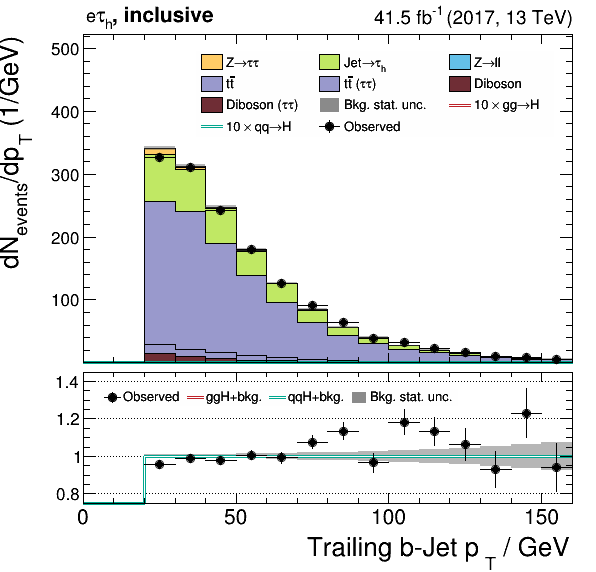 eτh, inclusive 41.5 fb-1 (2017, 13 TeV)
dNevents/dpT (1/GeV)
500
400
300
200
100
Z→ττ Jet→τh Z→ll
tt̄ tt̄ (ττ) Diboson
Diboson (ττ) Bkg. stat. unc. 10 × gg→H
10 × qq→H Observed
1.4
1.2
1
0.8
Observed ggH+bkg. qqH+bkg. Bkg. stat. unc.
0 50 100 150
Trailing b-Jet pT / GeV